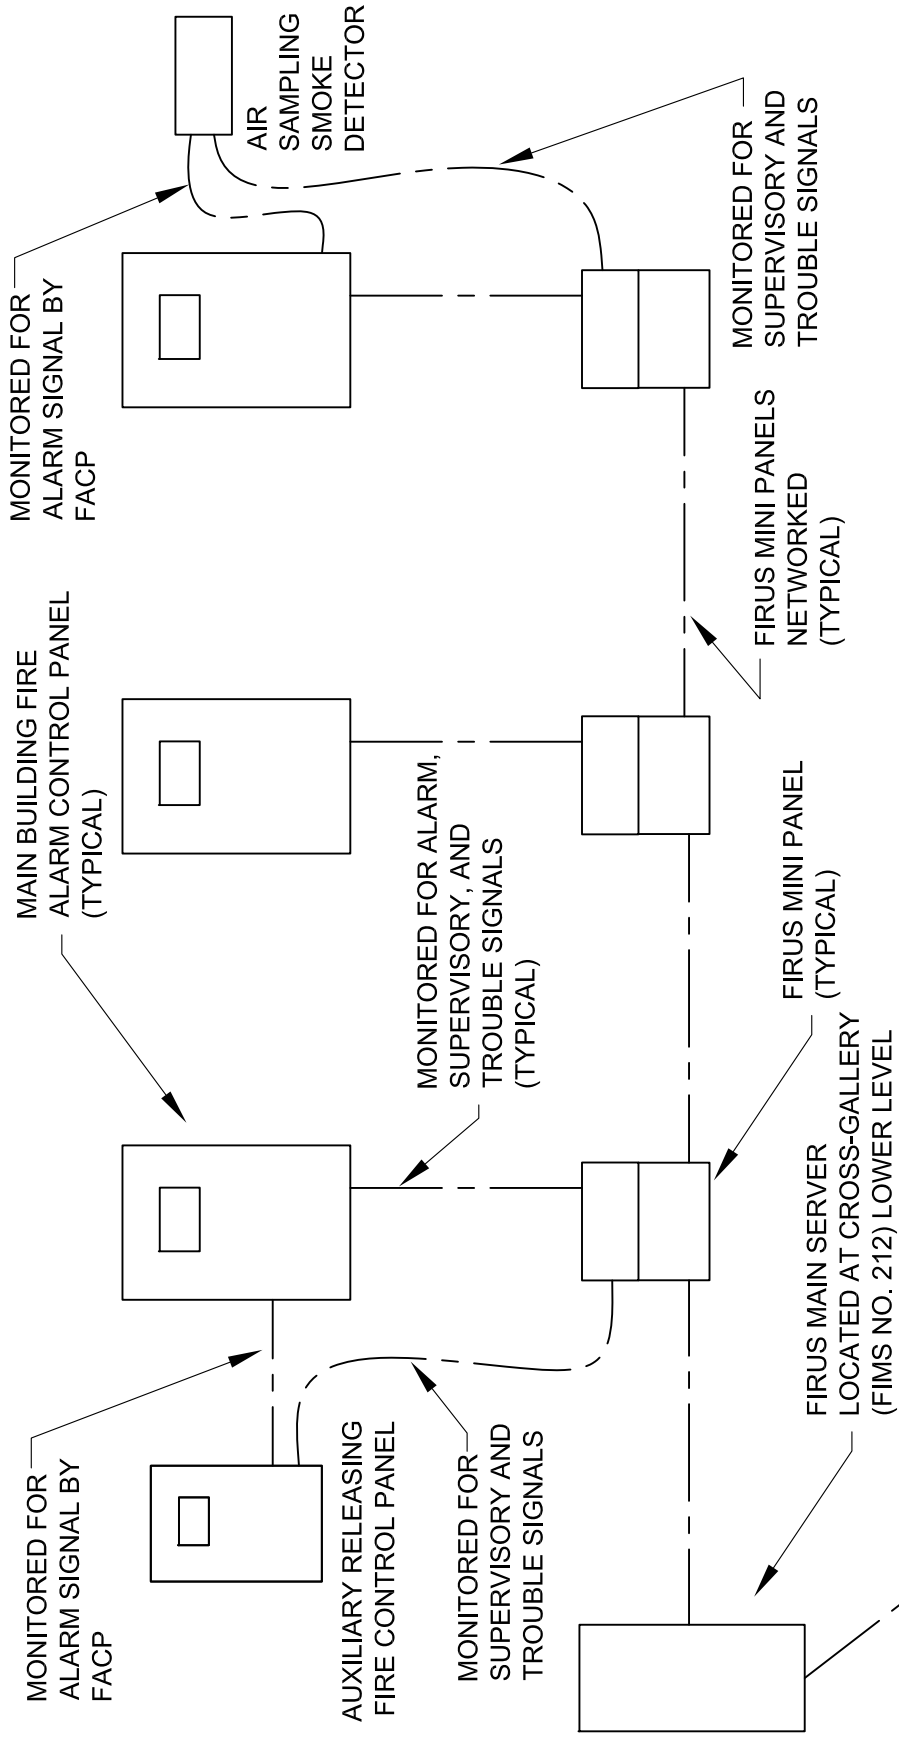 MONITORED FOR
ALARM SIGNAL BY
FACP
MAIN BUILDING FIRE
ALARM CONTROL PANEL
(TYPICAL)
MONITORED FOR
ALARM SIGNAL BY
FACP
AIR
SAMPLING
SMOKE
DETECTOR
AUXILIARY RELEASING
FIRE CONTROL PANEL
MONITORED FOR
SUPERVISORY AND
TROUBLE SIGNALS
MONITORED FOR ALARM,
SUPERVISORY, AND
TROUBLE SIGNALS
(TYPICAL)
MONITORED FOR
SUPERVISORY AND
TROUBLE SIGNALS
FIRUS MINI PANELS
NETWORKED
(TYPICAL)
FIRUS MINI PANEL
(TYPICAL)
FIRUS MAIN SERVER
LOCATED AT CROSS-GALLERY
(FIMS NO. 212) LOWER LEVEL